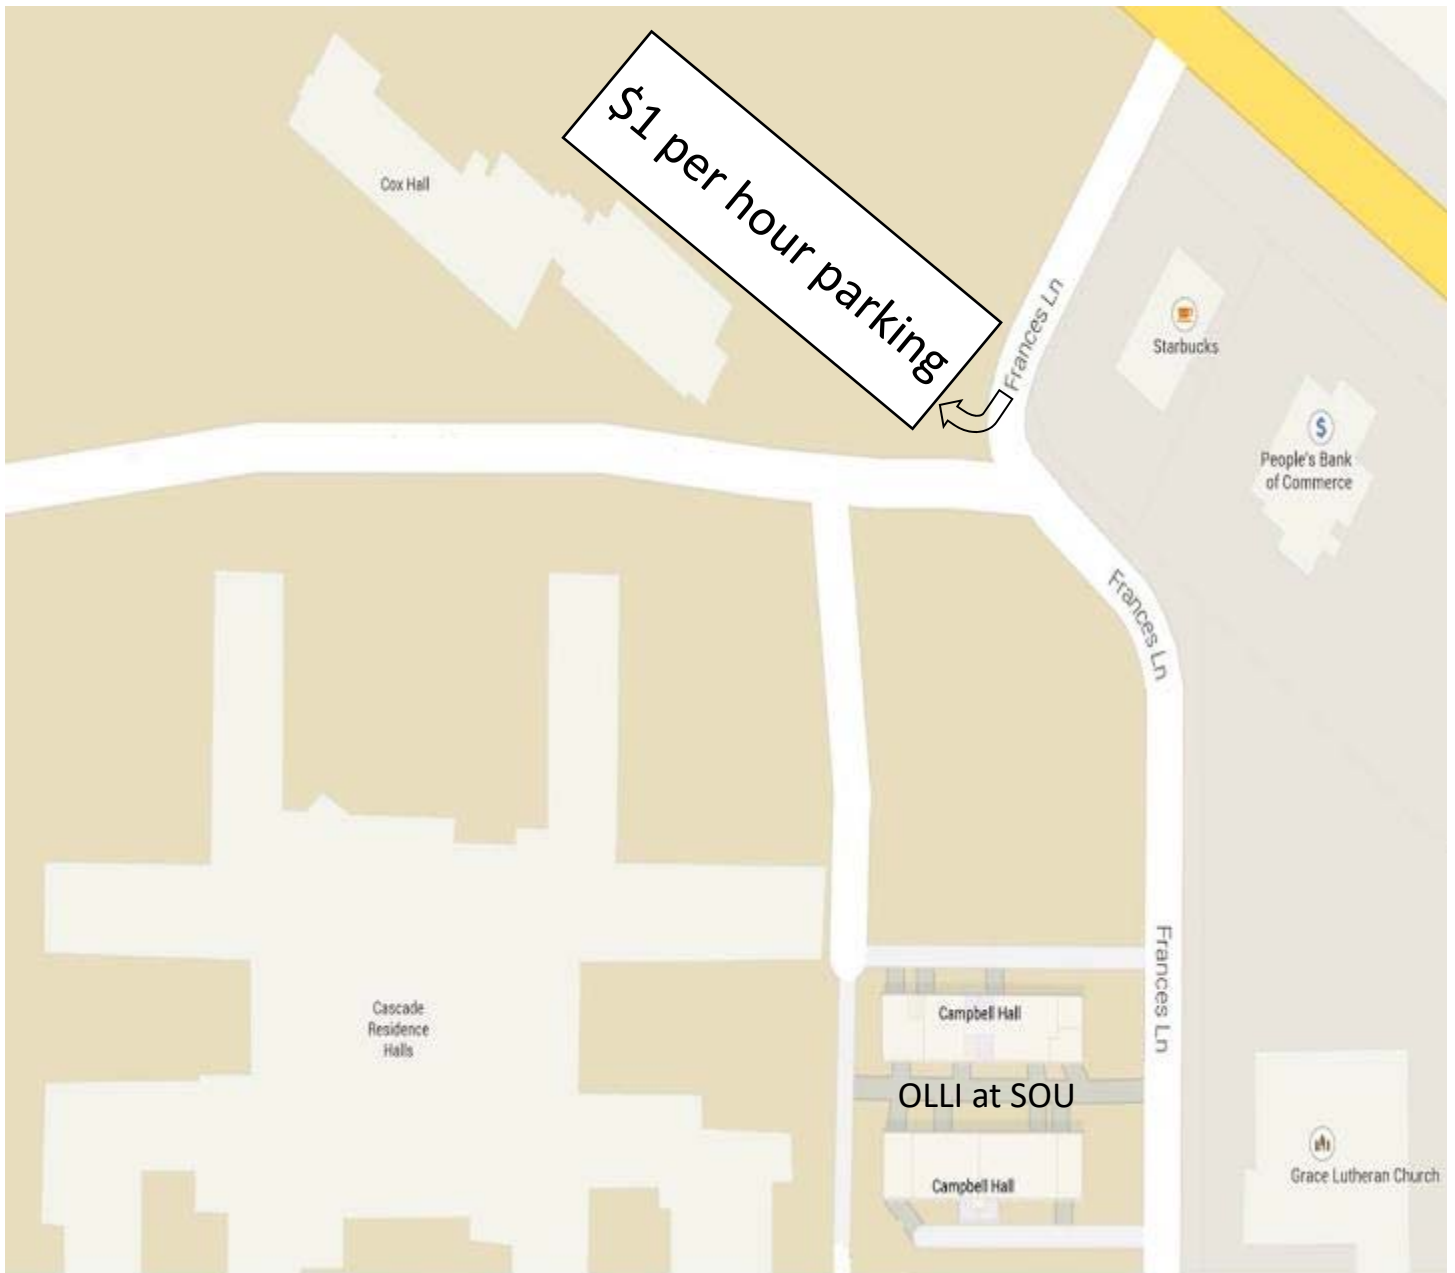 $1 per hour parking
Cox Hall
Frances Ln
Starbucks
$
People's Bank
of Commerce
Frances Ln
Frances Ln
Cascade
Residence
Halls
Campbell Hall
OLLI at SOU
Campbell Hall
Grace Lutheran Church